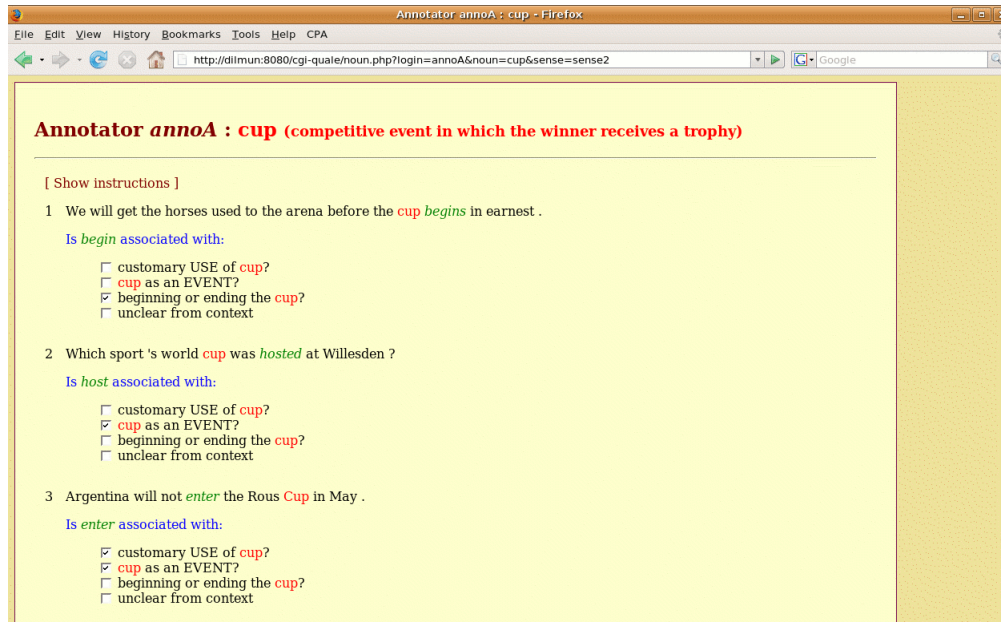 Annotator annoA : cup - Firefox
File Edit View History Bookmarks Tools Help CPA
http://dilmun:8080/cgi-quale/noun.php?login=annoA&noun=cup&sense=sense2
G Google
Annotator annoA : cup (competitive event in which the winner receives a trophy)
[ Show instructions ]
1 We will get the horses used to the arena before the cup begins in earnest .
Is begin associated with:
customary USE of cup?
cup as an EVENT?
beginning or ending the cup?
unclear from context
2 Which sport 's world cup was hosted at Willesden ?
Is host associated with:
customary USE of cup?
cup as an EVENT?
beginning or ending the cup?
unclear from context
3 Argentina will not enter the Rous Cup in May .
Is enter associated with:
customary USE of cup?
cup as an EVENT?
beginning or ending the cup?
unclear from context